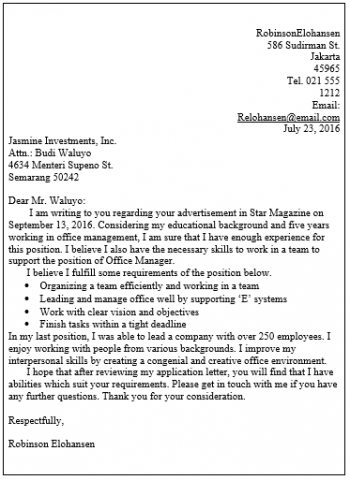 RobinsonElohansen
586 Sudirman St.
Jakarta
45965
Tel. 021 555
1212
Email:
Relohansen@email.com
July 23, 2016
Jasmine Investments, Inc.
Attn.: Budi Waluyo
4634 Menteri Supeno St.
Semarang 50242
Dear Mr. Waluyo:
I am writing to you regarding your advertisement in Star Magazine on
September 13, 2016. Considering my educational background and five years
working in office management, I am sure that I have enough experience for
this position. I believe I also have the necessary skills to work in a team to
support the position of Office Manager.
I believe I fulfill some requirements of the position below.
• Organizing a team efficiently and working in a team
• Leading and manage office well by supporting ‘E’ systems
• Work with clear vision and objectives
• Finish tasks within a tight deadline
In my last position, I was able to lead a company with over 250 employees. I
enjoy working with people from various backgrounds. I improve my
interpersonal skills by creating a congenial and creative office environment.
I hope that after reviewing my application letter, you will find that I have
abilities which suit your requirements. Please get in touch with me if you have
any further questions. Thank you for your consideration.
Respectfully,
Robinson Elohansen